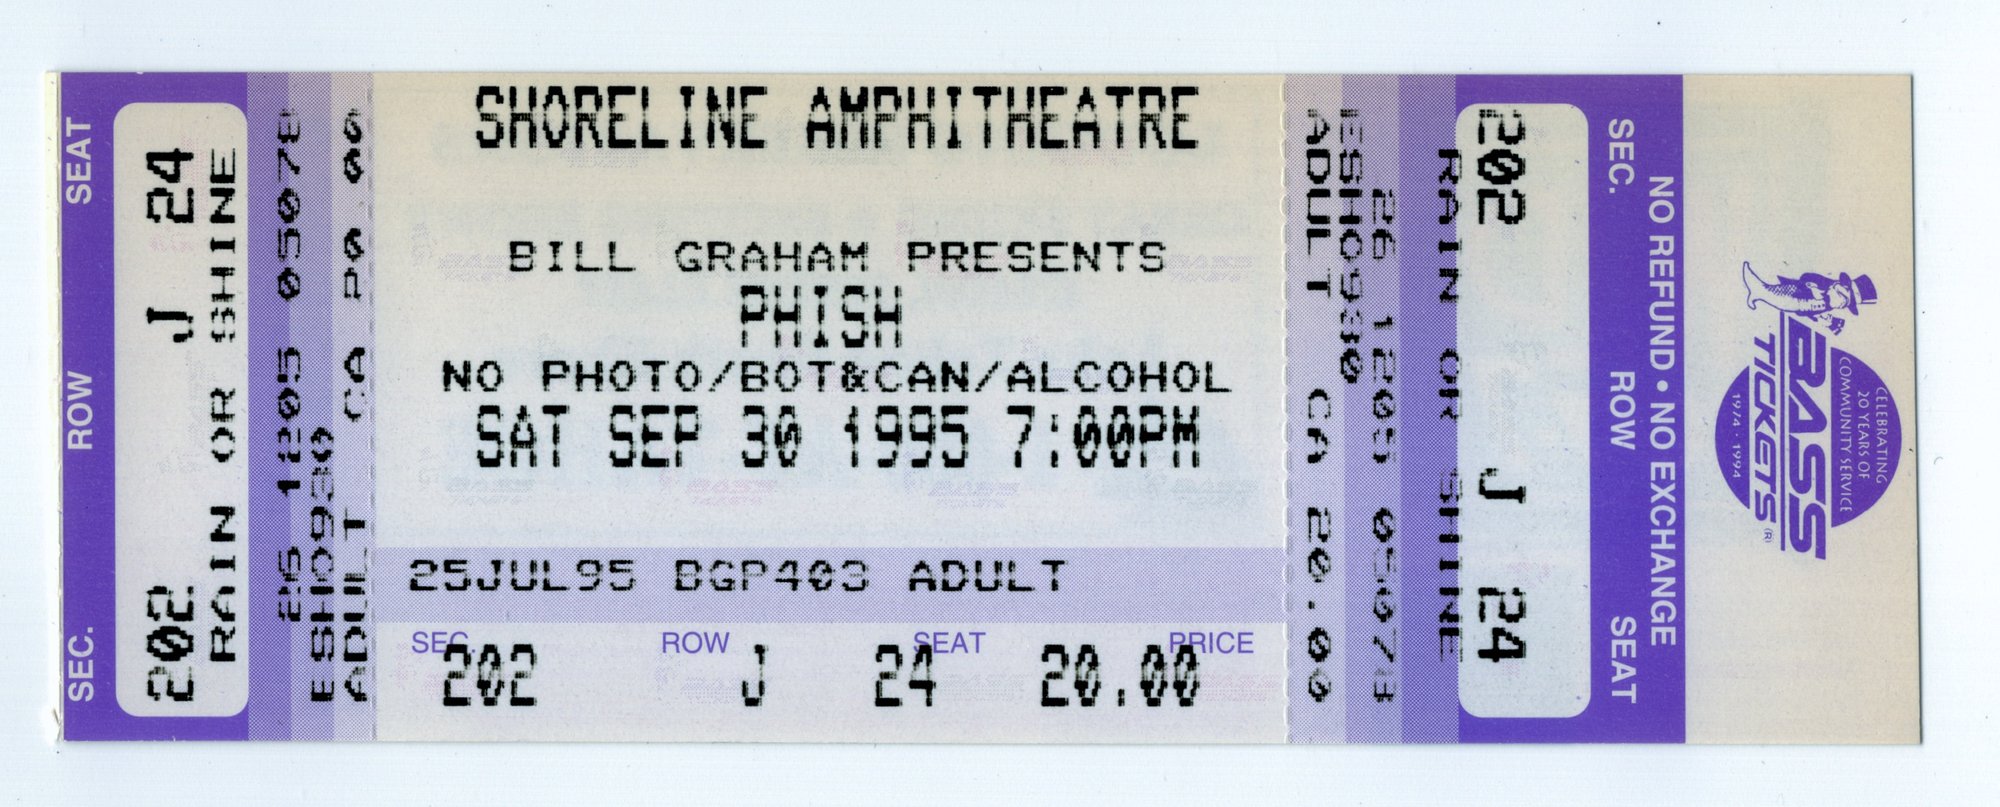 SEAT
ROW
SEC.
202 J 24
RAIN OR SHINE
26 1205 05078
ESH0930
ADULT CA
SHORELINE AMPHITHEATRE
BILL GRAHAM PRESENTS
PHISH
NO PHOTO/BOT&CAN/ALCOHOL
SAT SEP 30 1995 7:00PM
25JUL95 BGP403 ADULT
SEC. ROW SEAT PRICE
202 J 24 20.00
202 J 24
RAIN OR SHINE
26 1205 05078
ESH0930
ADULT CA 20.00
SEC. ROW SEAT
NO REFUND • NO EXCHANGE
CELEBRATING
20 YEARS OF
COMMUNITY SERVICE
BASS
TICKETS (R)
1974 · 1994